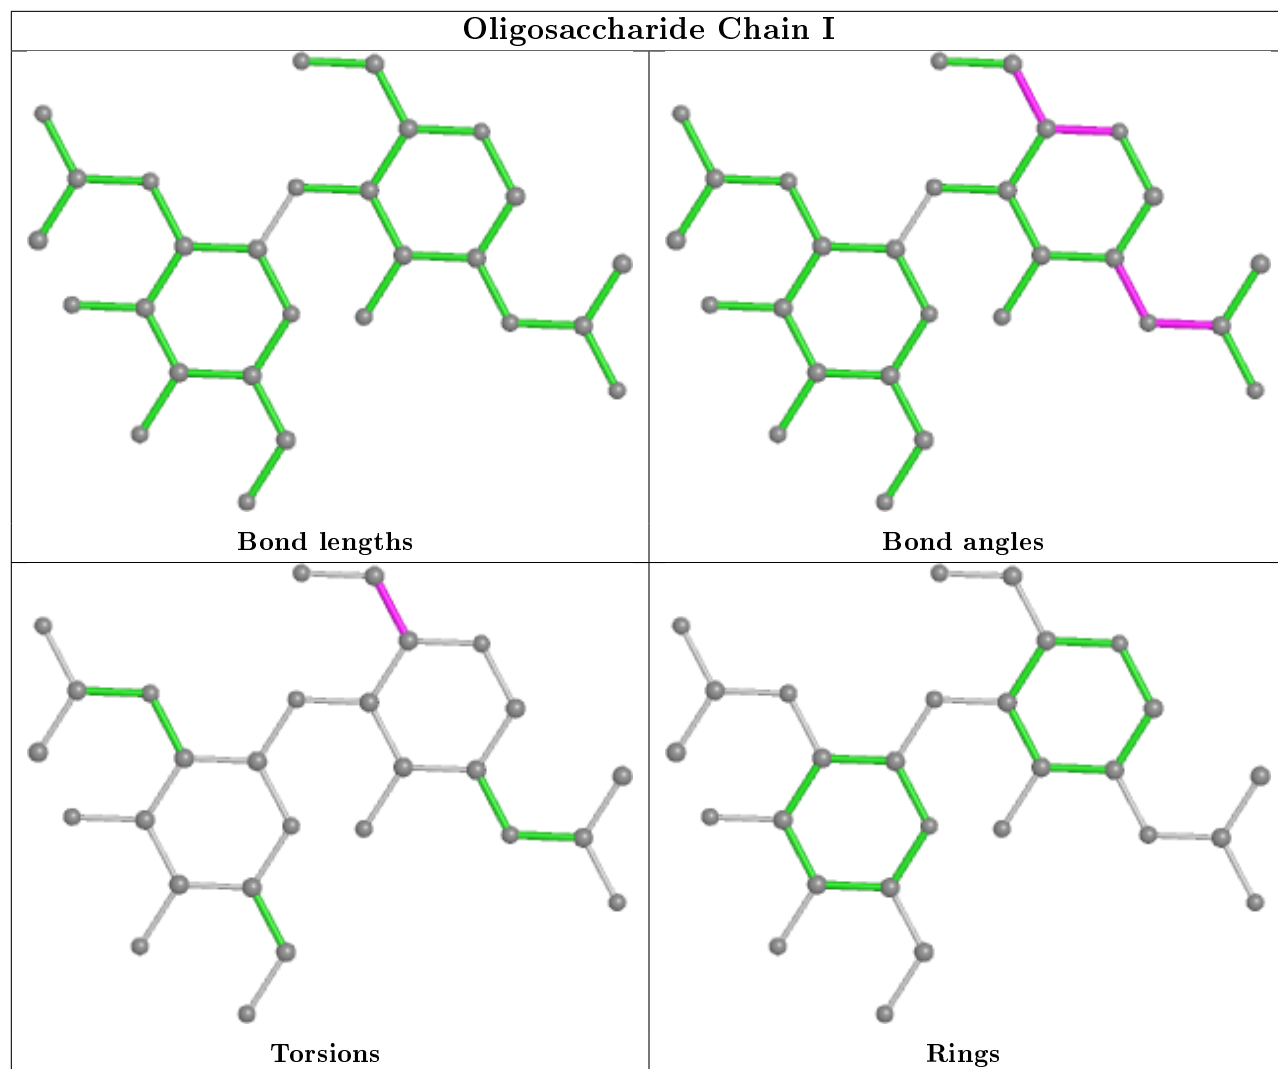 Oligosaccharide Chain I
Bond lengths
Bond angles
Torsions
Rings